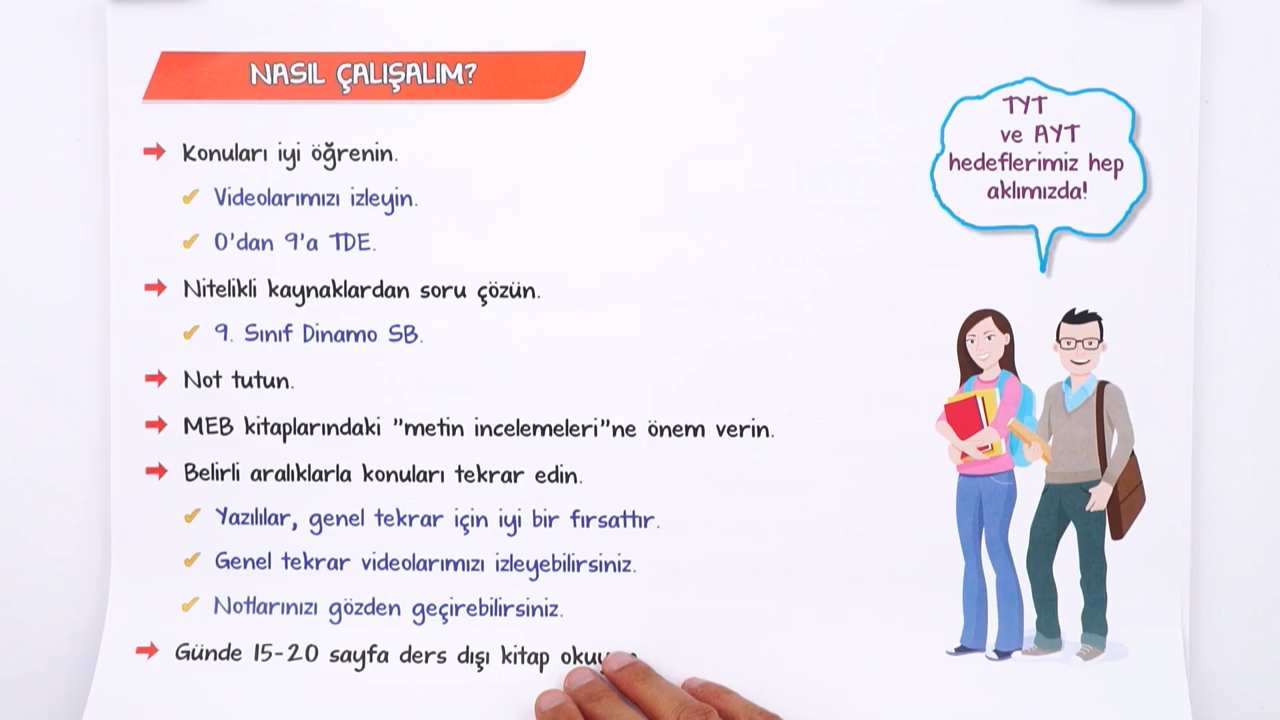 NASIL ÇALIŞALIM?
Konuları iyi öğrenin.
Videolarımızı izleyin.
0'dan 9'a TDE.
Nitelikli kaynaklardan soru çözün.
9. Sınıf Dinamo SB.
Not tutun.
MEB kitaplarındaki "metin incelemeleri"ne önem verin.
Belirli aralıklarla konuları tekrar edin.
Yazılılar, genel tekrar için iyi bir fırsattır.
Genel tekrar videolarımızı izleyebilirsiniz.
Notlarınızı gözden geçirebilirsiniz.
Günde 15-20 sayfa ders dışı kitap
TYT
ve AYT
hedeflerimiz hep
aklımızda!